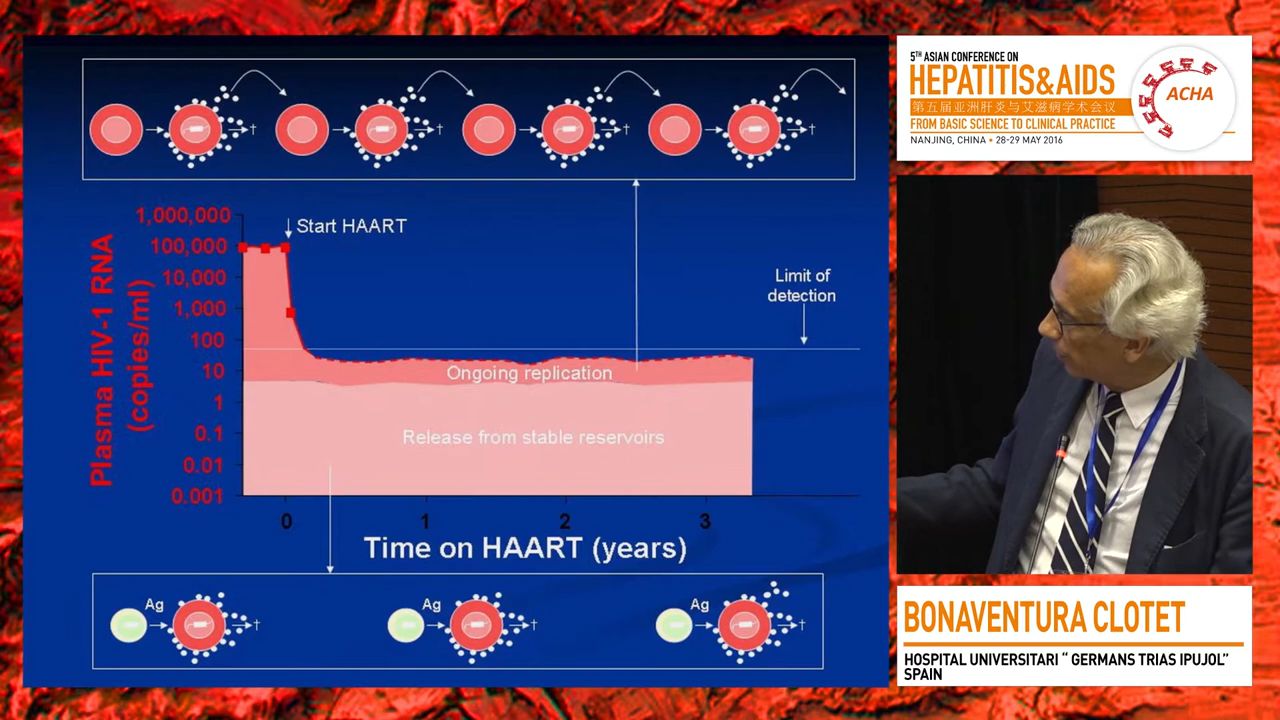 1,000,000
100,000
10,000
1,000
100
10
1
0.1
0.01
0.001
Plasma HIV-1 RNA
(copies/ml)
Start HAART
Limit of
detection
Ongoing replication
Release from stable reservoirs
0 1 2 3
Time on HAART (years)
Ag Ag Ag
5TH ASIAN CONFERENCE ON
HEPATITIS&AIDS
第五届亚洲肝炎与艾滋病学术会议
FROM BASIC SCIENCE TO CLINICAL PRACTICE
NANJING, CHINA • 28-29 MAY 2016
ACHA
BONAVENTURA CLOTET
HOSPITAL UNIVERSITARI “ GERMANS TRIAS IPUJOL”
SPAIN